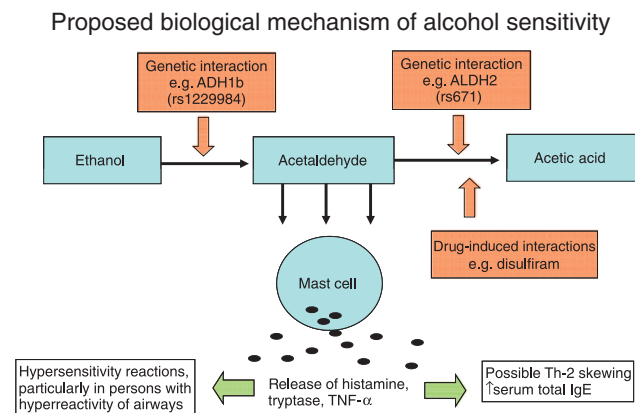 Proposed biological mechanism of alcohol sensitivity
Genetic interaction
e.g. ADH1b
(rs1229984)
Genetic interaction
e.g. ALDH2
(rs671)
Ethanol
Acetaldehyde
Acetic acid
Drug-induced interactions
e.g. disulfiram
Mast cell
Hypersensitivity reactions,
particularly in persons with
hyperreactivity of airways
Release of histamine,
tryptase, TNF-α
Possible Th-2 skewing
↑serum total IgE